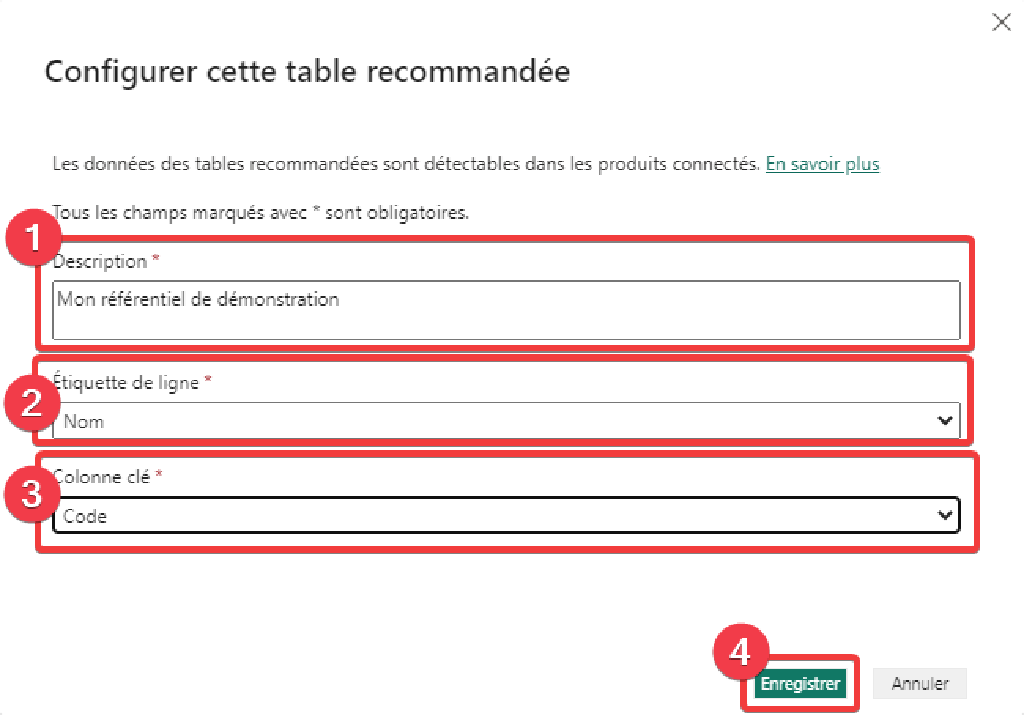 Configurer cette table recommandée
Les données des tables recommandées sont détectables dans les produits connectés. En savoir plus
Tous les champs marqués avec * sont obligatoires.
1
Description *
Mon référentiel de démonstration
Étiquette de ligne *
2
Nom
Colonne clé *
3
Code
4
Enregistrer
Annuler